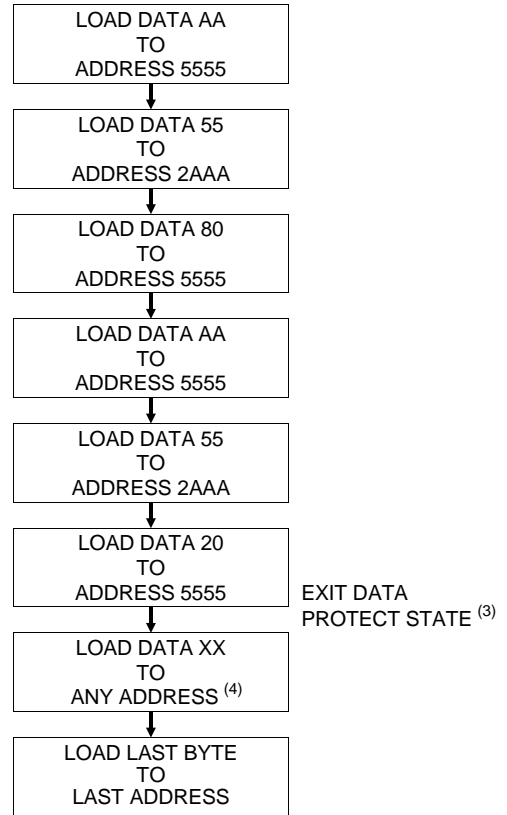 LOAD DATA AA
TO
ADDRESS 5555
LOAD DATA 55
TO
ADDRESS 2AAA
LOAD DATA 80
TO
ADDRESS 5555
LOAD DATA AA
TO
ADDRESS 5555
LOAD DATA 55
TO
ADDRESS 2AAA
LOAD DATA 20
TO
ADDRESS 5555
EXIT DATA
PROTECT STATE (3)
LOAD DATA XX
TO
ANY ADDRESS (4)
LOAD LAST BYTE
TO
LAST ADDRESS